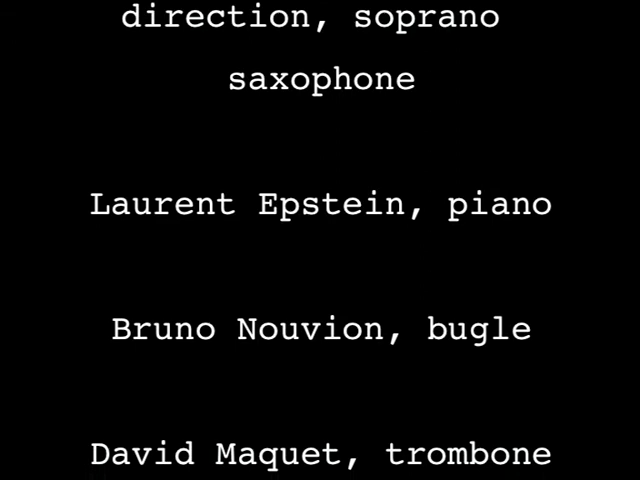 direction, soprano
saxophone
Laurent Epstein, piano
Bruno Nouvion, bugle
David Maquet, trombone